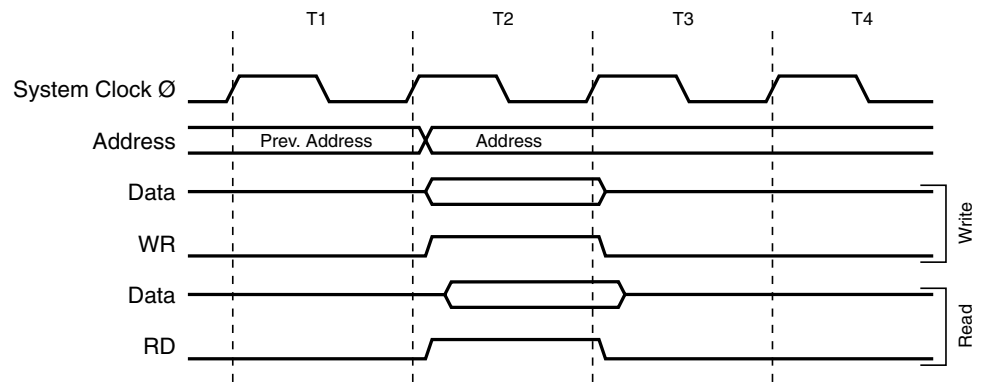 T1 T2 T3 T4
System Clock Ø
Address Prev. Address Address
Data
WR
Write
Data
RD
Read